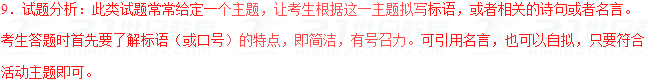 9．试题分析：此类试题常常给定一个主题，让考生根据这一主题拟写标语，或者相关的诗句或者名言。
考生答题时首先要了解标语（或口号）的特点，即简洁，有号召力。可引用名言，也可以自拟，只要符合
活动主题即可。